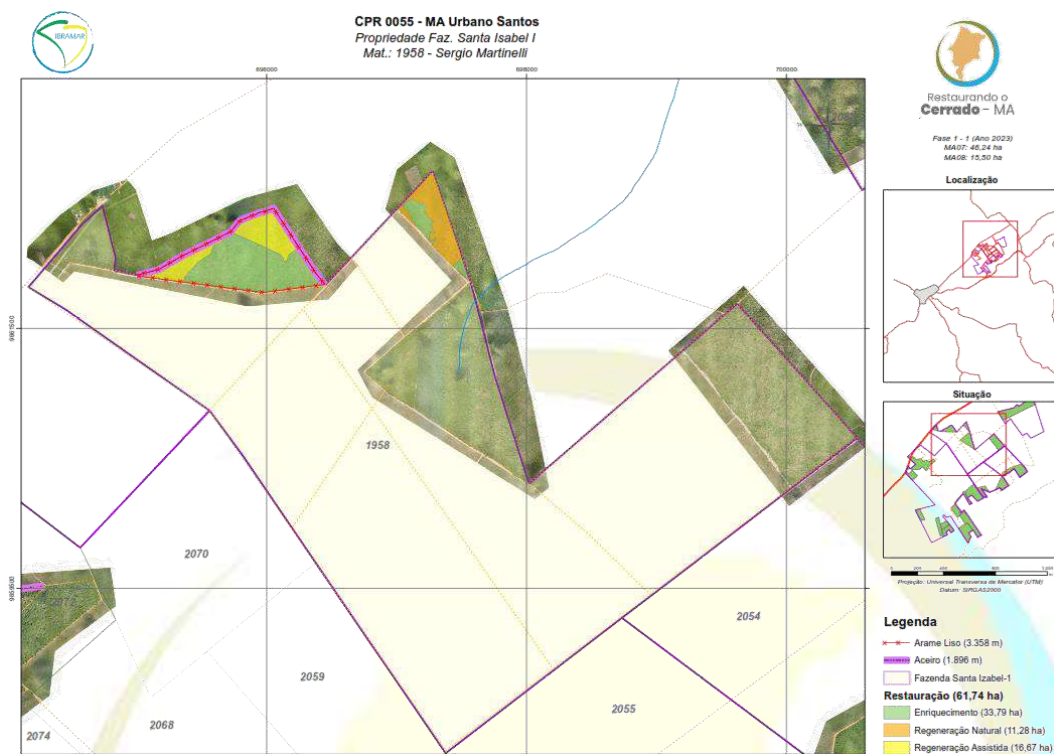 CPR 0055 - MA Urbano Santos
Propriedade Faz. Santa Isabel I
Mat.: 1958 - Sergio Martinelli
IBRAMAR
Restaurando o
Cerrado - MA
Fase 1 - 1 (Ano 2023)
MA07: 46,24 ha
MA08: 15,50 ha
Localização
Situação
Projeção: Universal Transversa de Mercator (UTM)
Datum: SIRGAS2000
Legenda
Arame Liso (3.358 m)
Aceiro (1.896 m)
Fazenda Santa Izabel-1
Restauração (61,74 ha)
Enriquecimento (33,79 ha)
Regeneração Natural (11,28 ha)
Regeneração Assistida (16,67 ha)
698000
700000
1958
2070
2054
2059
2055
2068
2074